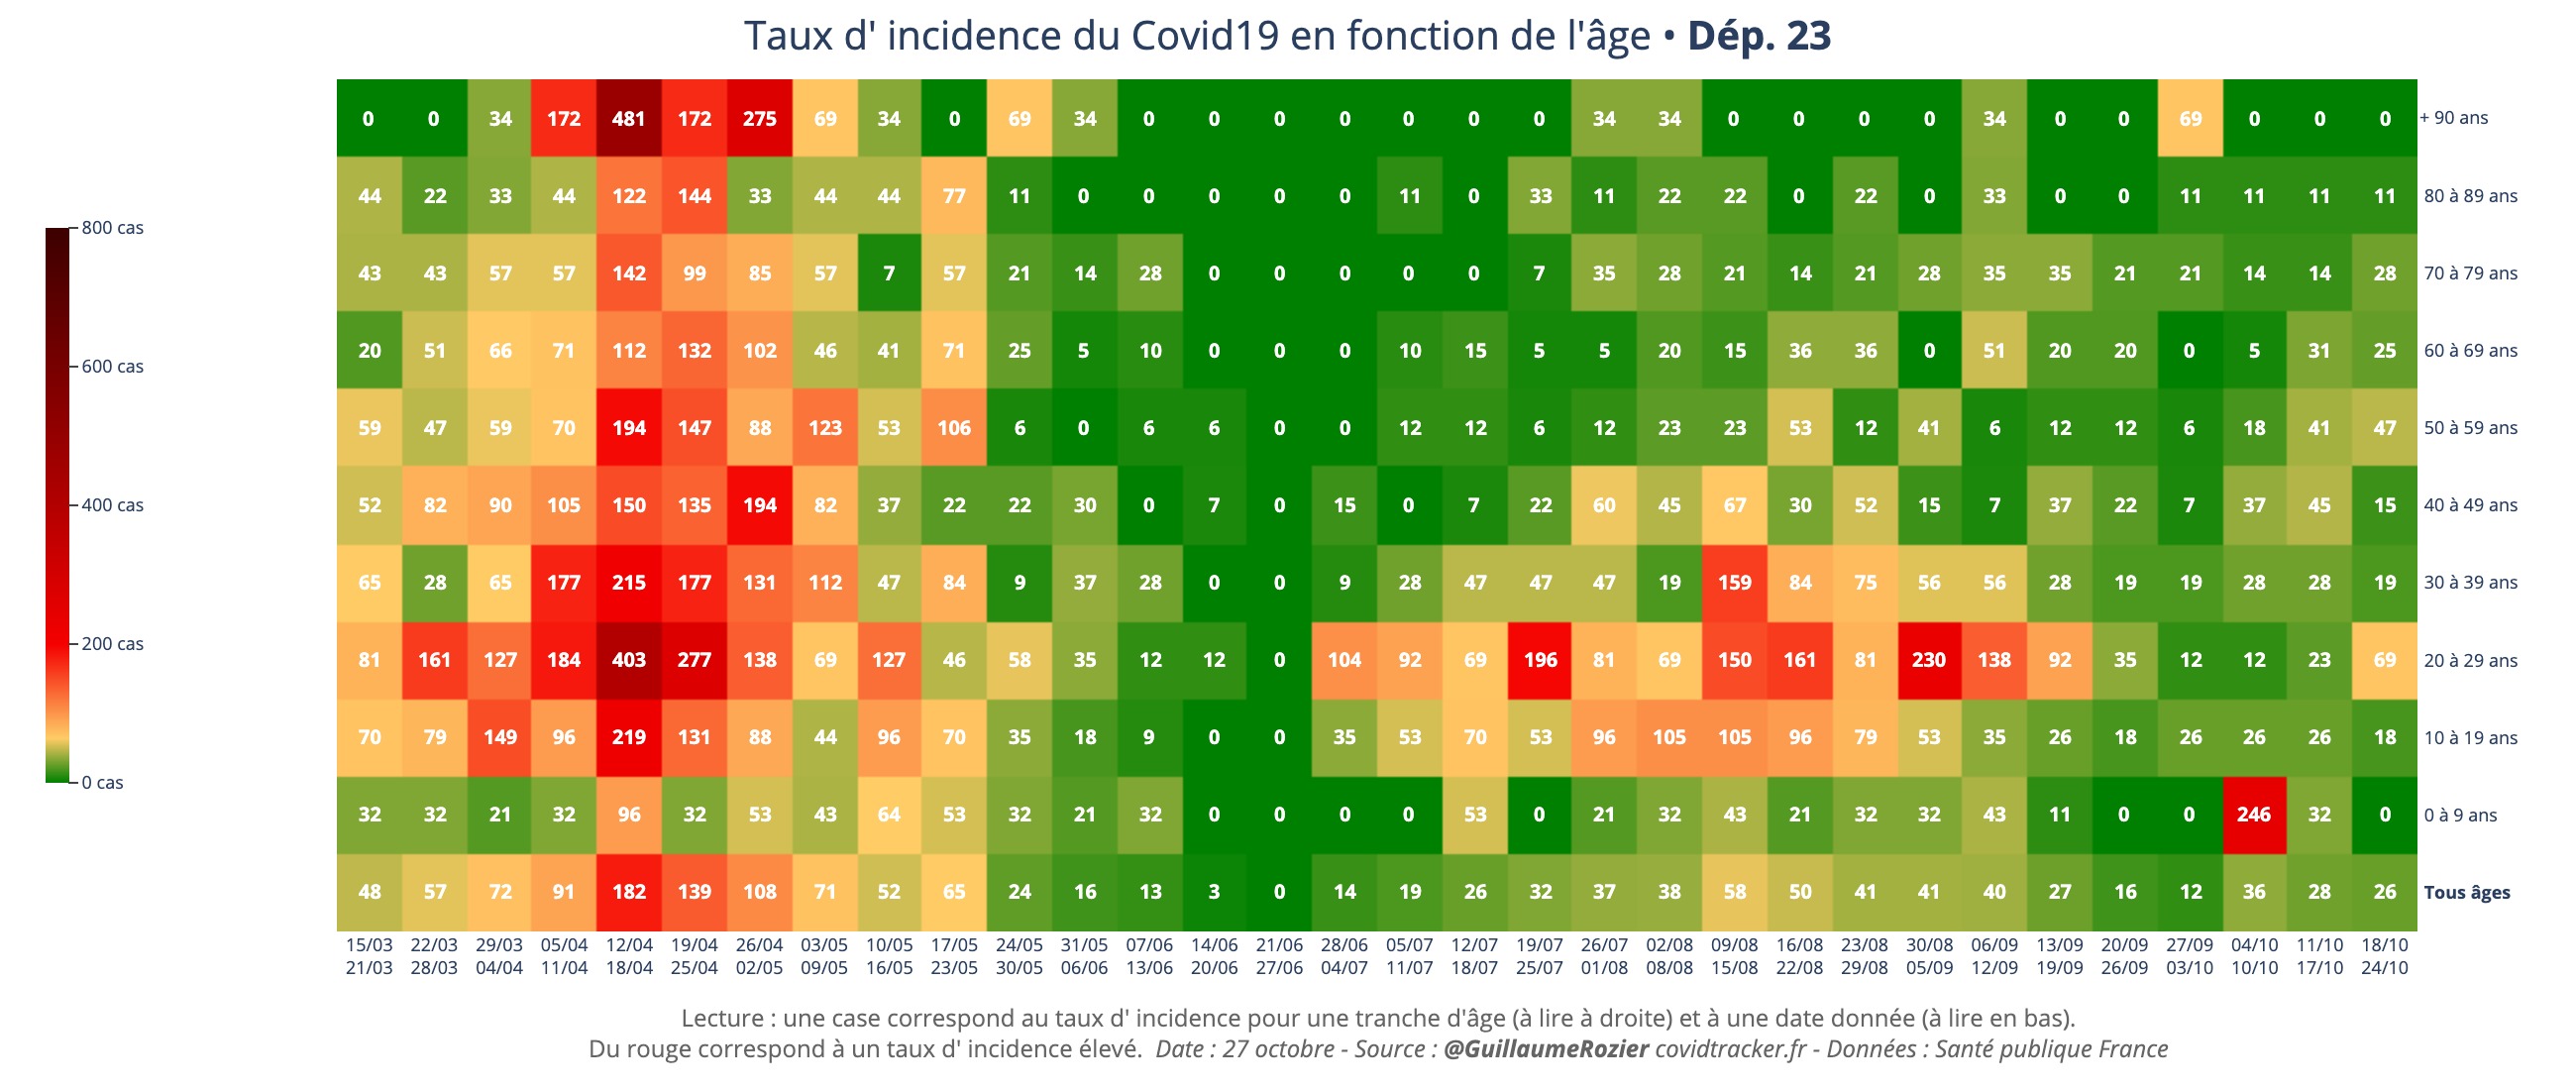 Taux d' incidence du Covid19 en fonction de l'âge • Dép. 23
0 0 34 172 481 172 275 69 34 0 69 34 0 0 0 0 0 0 0 34 34 0 0 0 0 34 0 0 69 0 0 0 + 90 ans
44 22 33 44 122 144 33 44 44 77 11 0 0 0 0 0 11 0 33 11 22 22 0 22 0 33 0 0 11 11 11 11 80 à 89 ans
800 cas
43 43 57 57 142 99 85 57 7 57 21 14 28 0 0 0 0 0 7 35 28 21 14 21 28 35 35 21 21 14 14 28 70 à 79 ans
20 51 66 71 112 132 102 46 41 71 25 5 10 0 0 0 10 15 5 5 20 15 36 36 0 51 20 20 0 5 31 25 60 à 69 ans
600 cas
59 47 59 70 194 147 88 123 53 106 6 0 6 6 0 0 12 12 6 12 23 23 53 12 41 6 12 12 6 18 41 47 50 à 59 ans
400 cas
52 82 90 105 150 135 194 82 37 22 22 30 0 7 0 15 0 7 22 60 45 67 30 52 15 7 37 22 7 37 45 15 40 à 49 ans
65 28 65 177 215 177 131 112 47 84 9 37 28 0 0 9 28 47 47 47 19 159 84 75 56 56 28 19 19 28 28 19 30 à 39 ans
200 cas
81 161 127 184 403 277 138 69 127 46 58 35 12 12 0 104 92 69 196 81 69 150 161 81 230 138 92 35 12 12 23 69 20 à 29 ans
70 79 149 96 219 131 88 44 96 70 35 18 9 0 0 35 53 70 53 96 105 105 96 79 53 35 26 18 26 26 26 18 10 à 19 ans
0 cas
32 32 21 32 96 32 53 43 64 53 32 21 32 0 0 0 0 53 0 21 32 43 21 32 32 43 11 0 0 246 32 0 0 à 9 ans
48 57 72 91 182 139 108 71 52 65 24 16 13 3 0 14 19 26 32 37 38 58 50 41 41 40 27 16 12 36 28 26 Tous âges
15/03 22/03 29/03 05/04 12/04 19/04 26/04 03/05 10/05 17/05 24/05 31/05 07/06 14/06 21/06 28/06 05/07 12/07 19/07 26/07 02/08 09/08 16/08 23/08 30/08 06/09 13/09 20/09 27/09 04/10 11/10 18/10
21/03 28/03 04/04 11/04 18/04 25/04 02/05 09/05 16/05 23/05 30/05 06/06 13/06 20/06 27/06 04/07 11/07 18/07 25/07 01/08 08/08 15/08 22/08 29/08 05/09 12/09 19/09 26/09 03/10 10/10 17/10 24/10
Lecture : une case correspond au taux d' incidence pour une tranche d'âge (à lire à droite) et à une date donnée (à lire en bas).
Du rouge correspond à un taux d' incidence élevé. Date : 27 octobre - Source : @GuillaumeRozier covidtracker.fr - Données : Santé publique France